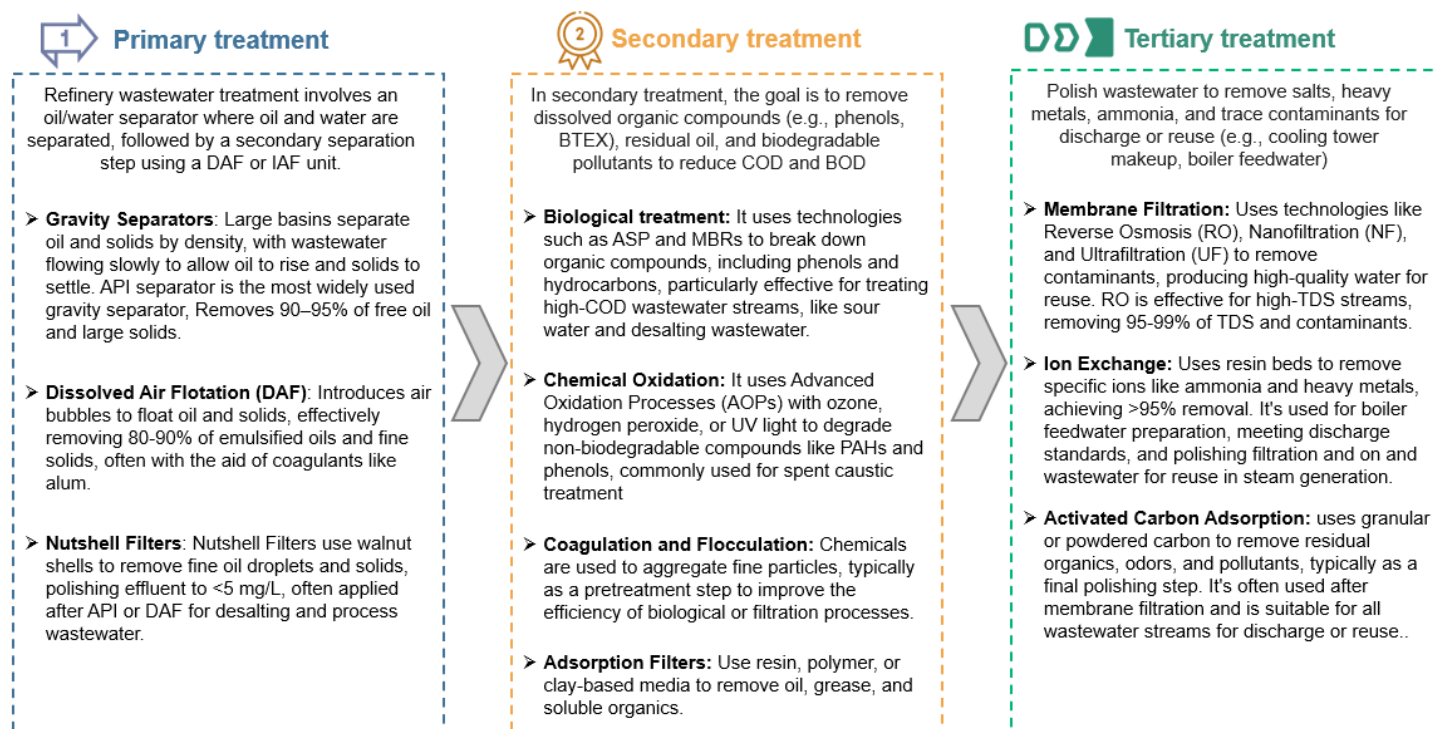 1
Primary treatment
Refinery wastewater treatment involves an
oil/water separator where oil and water are
separated, followed by a secondary separation
step using a DAF or IAF unit.
➤ Gravity Separators: Large basins separate
oil and solids by density, with wastewater
flowing slowly to allow oil to rise and solids to
settle. API separator is the most widely used
gravity separator, Removes 90–95% of free oil
and large solids.
➤ Dissolved Air Flotation (DAF): Introduces air
bubbles to float oil and solids, effectively
removing 80-90% of emulsified oils and fine
solids, often with the aid of coagulants like
alum.
➤ Nutshell Filters: Nutshell Filters use walnut
shells to remove fine oil droplets and solids,
polishing effluent to <5 mg/L, often applied
after API or DAF for desalting and process
wastewater.
2
Secondary treatment
In secondary treatment, the goal is to remove
dissolved organic compounds (e.g., phenols,
BTEX), residual oil, and biodegradable
pollutants to reduce COD and BOD
➤ Biological treatment: It uses technologies
such as ASP and MBRs to break down
organic compounds, including phenols and
hydrocarbons, particularly effective for treating
high-COD wastewater streams, like sour
water and desalting wastewater.
➤ Chemical Oxidation: It uses Advanced
Oxidation Processes (AOPs) with ozone,
hydrogen peroxide, or UV light to degrade
non-biodegradable compounds like PAHs and
phenols, commonly used for spent caustic
treatment
➤ Coagulation and Flocculation: Chemicals
are used to aggregate fine particles, typically
as a pretreatment step to improve the
efficiency of biological or filtration processes.
➤ Adsorption Filters: Use resin, polymer, or
clay-based media to remove oil, grease, and
soluble organics.
Tertiary treatment
Polish wastewater to remove salts, heavy
metals, ammonia, and trace contaminants for
discharge or reuse (e.g., cooling tower
makeup, boiler feedwater)
➤ Membrane Filtration: Uses technologies like
Reverse Osmosis (RO), Nanofiltration (NF),
and Ultrafiltration (UF) to remove
contaminants, producing high-quality water for
reuse. RO is effective for high-TDS streams,
removing 95-99% of TDS and contaminants.
➤ Ion Exchange: Uses resin beds to remove
specific ions like ammonia and heavy metals,
achieving >95% removal. It's used for boiler
feedwater preparation, meeting discharge
standards, and polishing filtration and on and
wastewater for reuse in steam generation.
➤ Activated Carbon Adsorption: uses granular
or powdered carbon to remove residual
organics, odors, and pollutants, typically as a
final polishing step. It's often used after
membrane filtration and is suitable for all
wastewater streams for discharge or reuse..